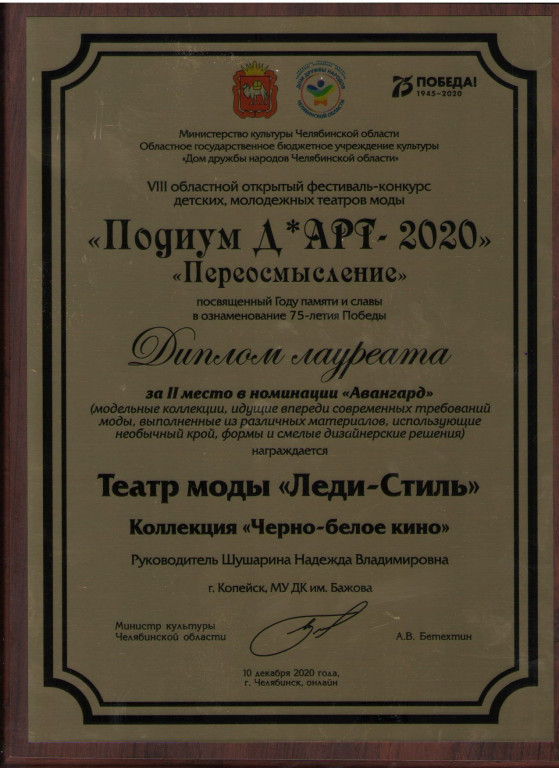 75 ПОБЕДА!
1945–2020
Министерство культуры Челябинской области
Областное государственное бюджетное учреждение культуры
«Дом дружбы народов Челябинской области»
VIII областной открытый фестиваль-конкурс
детских, молодежных театров моды
«Подиум Д*АРТ- 2020»
«Переосмысление»
посвященный Году памяти и славы
в ознаменование 75-летия Победы
Диплом лауреата
за II место в номинации «Авангард»
(модельные коллекции, идущие впереди современных требований
моды, выполненные из различных материалов, использующие
необычный крой, формы и смелые дизайнерские решения)
награждается
Театр моды «Леди-Стиль»
Коллекция «Черно-белое кино»
Руководитель Шушарина Надежда Владимировна
г. Копейск, МУ ДК им. Бажова
Министр культуры
Челябинской области
А.В. Бетехтин
10 декабря 2020 года,
г. Челябинск, онлайн